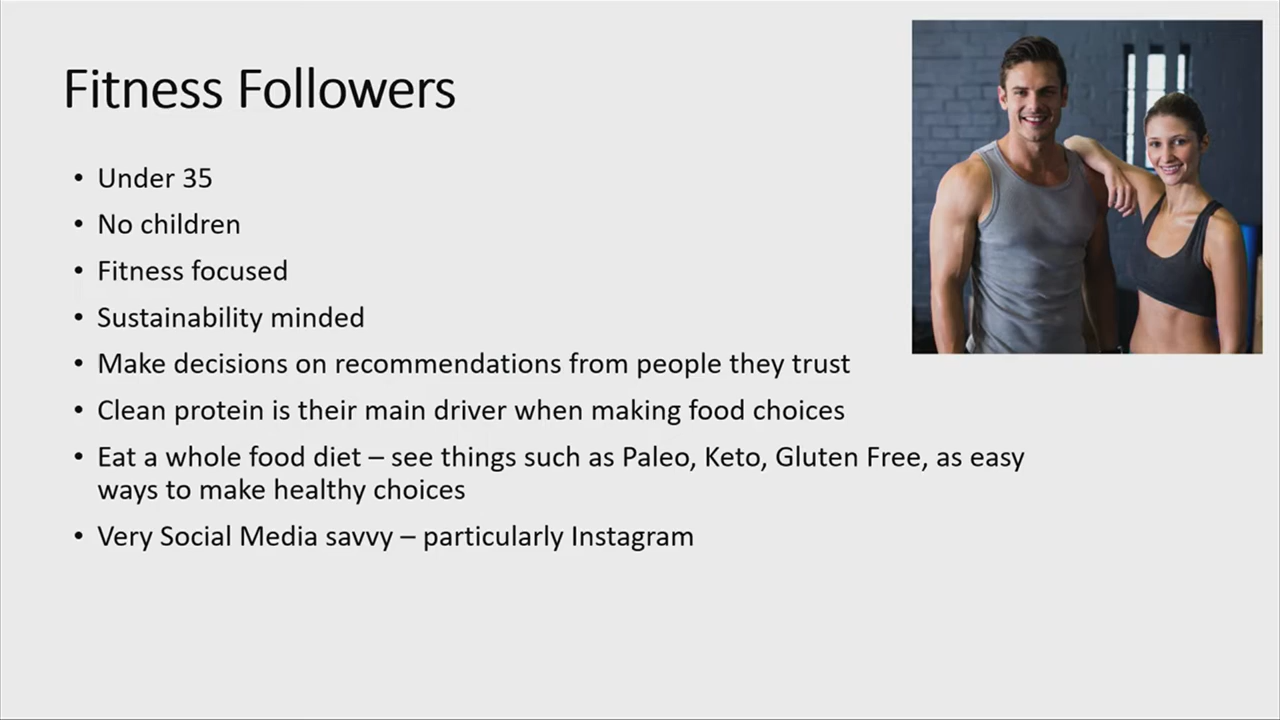 Fitness Followers
• Under 35
• No children
• Fitness focused
• Sustainability minded
• Make decisions on recommendations from people they trust
• Clean protein is their main driver when making food choices
• Eat a whole food diet – see things such as Paleo, Keto, Gluten Free, as easy
ways to make healthy choices
• Very Social Media savvy – particularly Instagram